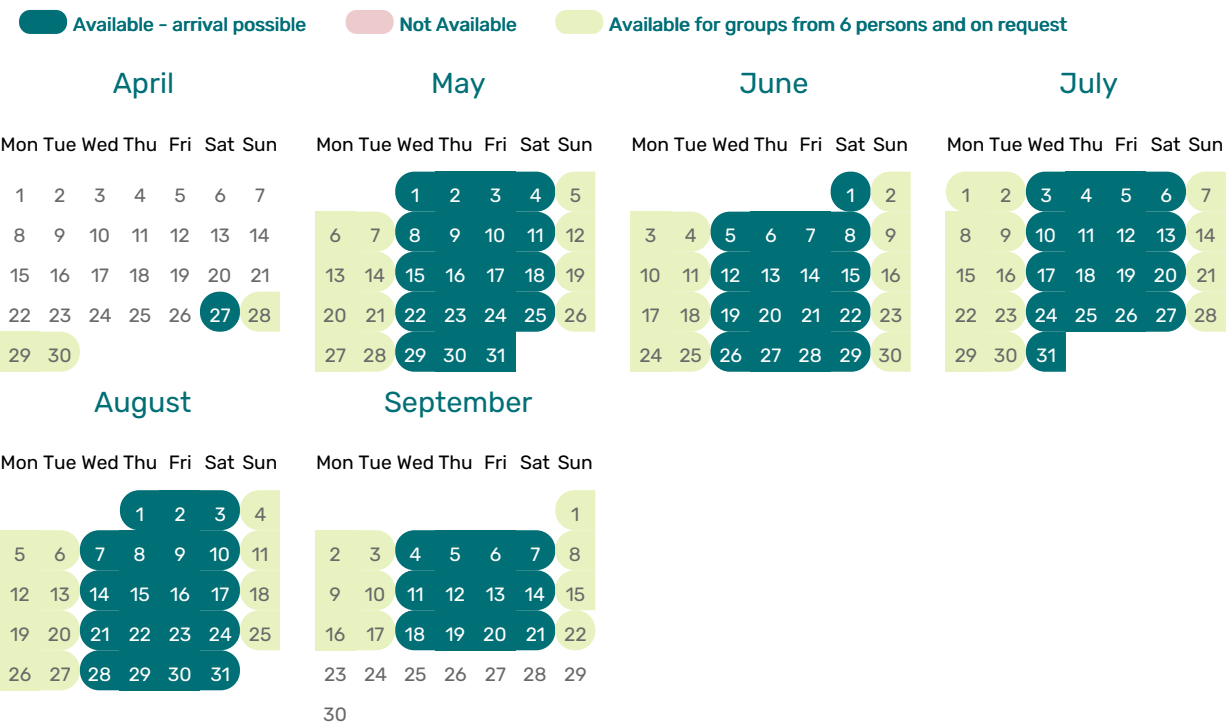 Available - arrival possible Not Available Available for groups from 6 persons and on request
April May June July
Mon Tue Wed Thu Fri Sat Sun Mon Tue Wed Thu Fri Sat Sun Mon Tue Wed Thu Fri Sat Sun Mon Tue Wed Thu Fri Sat Sun
1 2 3 4 5 6 7 1 2 3 4 5 1 2 1 2 3 4 5 6 7
8 9 10 11 12 13 14 6 7 8 9 10 11 12 3 4 5 6 7 8 9 8 9 10 11 12 13 14
15 16 17 18 19 20 21 13 14 15 16 17 18 19 10 11 12 13 14 15 16 15 16 17 18 19 20 21
22 23 24 25 26 27 28 20 21 22 23 24 25 26 17 18 19 20 21 22 23 22 23 24 25 26 27 28
29 30 27 28 29 30 31 24 25 26 27 28 29 30 29 30 31
August September
Mon Tue Wed Thu Fri Sat Sun Mon Tue Wed Thu Fri Sat Sun
1 2 3 4 1
5 6 7 8 9 10 11 2 3 4 5 6 7 8
12 13 14 15 16 17 18 9 10 11 12 13 14 15
19 20 21 22 23 24 25 16 17 18 19 20 21 22
26 27 28 29 30 31 23 24 25 26 27 28 29
30